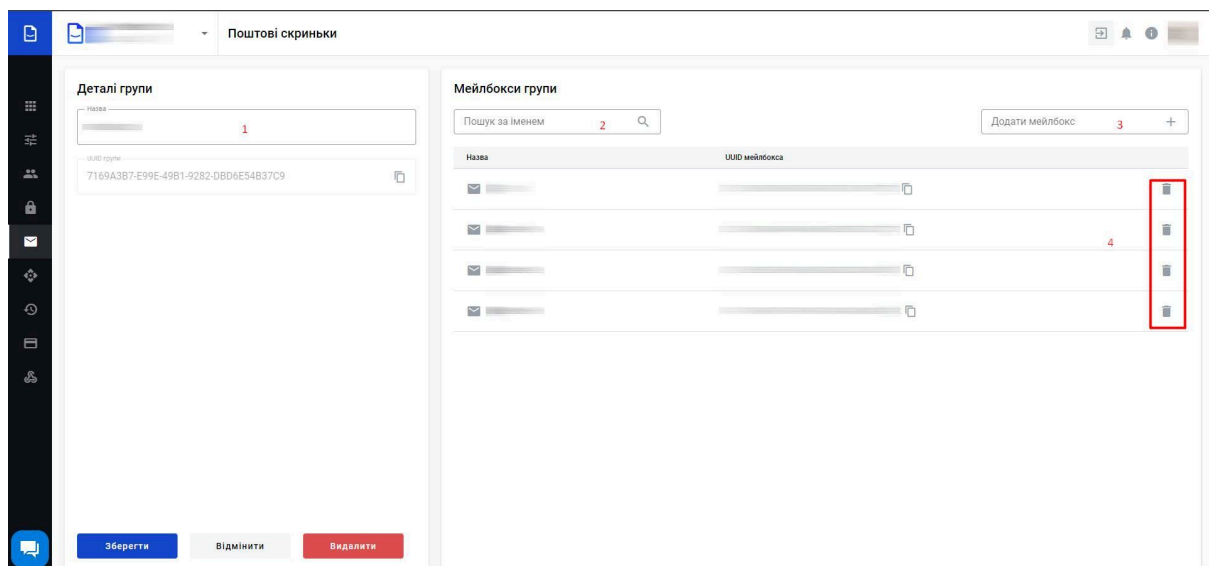 Поштові скриньки
Деталі групи
Назва
1
UUID групи
7169A3B7-E99E-49B1-9282-DBD6E54B37C9
Зберегти
Відмінити
Видалити
Мейлбокси групи
Пошук за іменем 2
Додати мейлбокс 3
Назва UUID мейлбокса
4